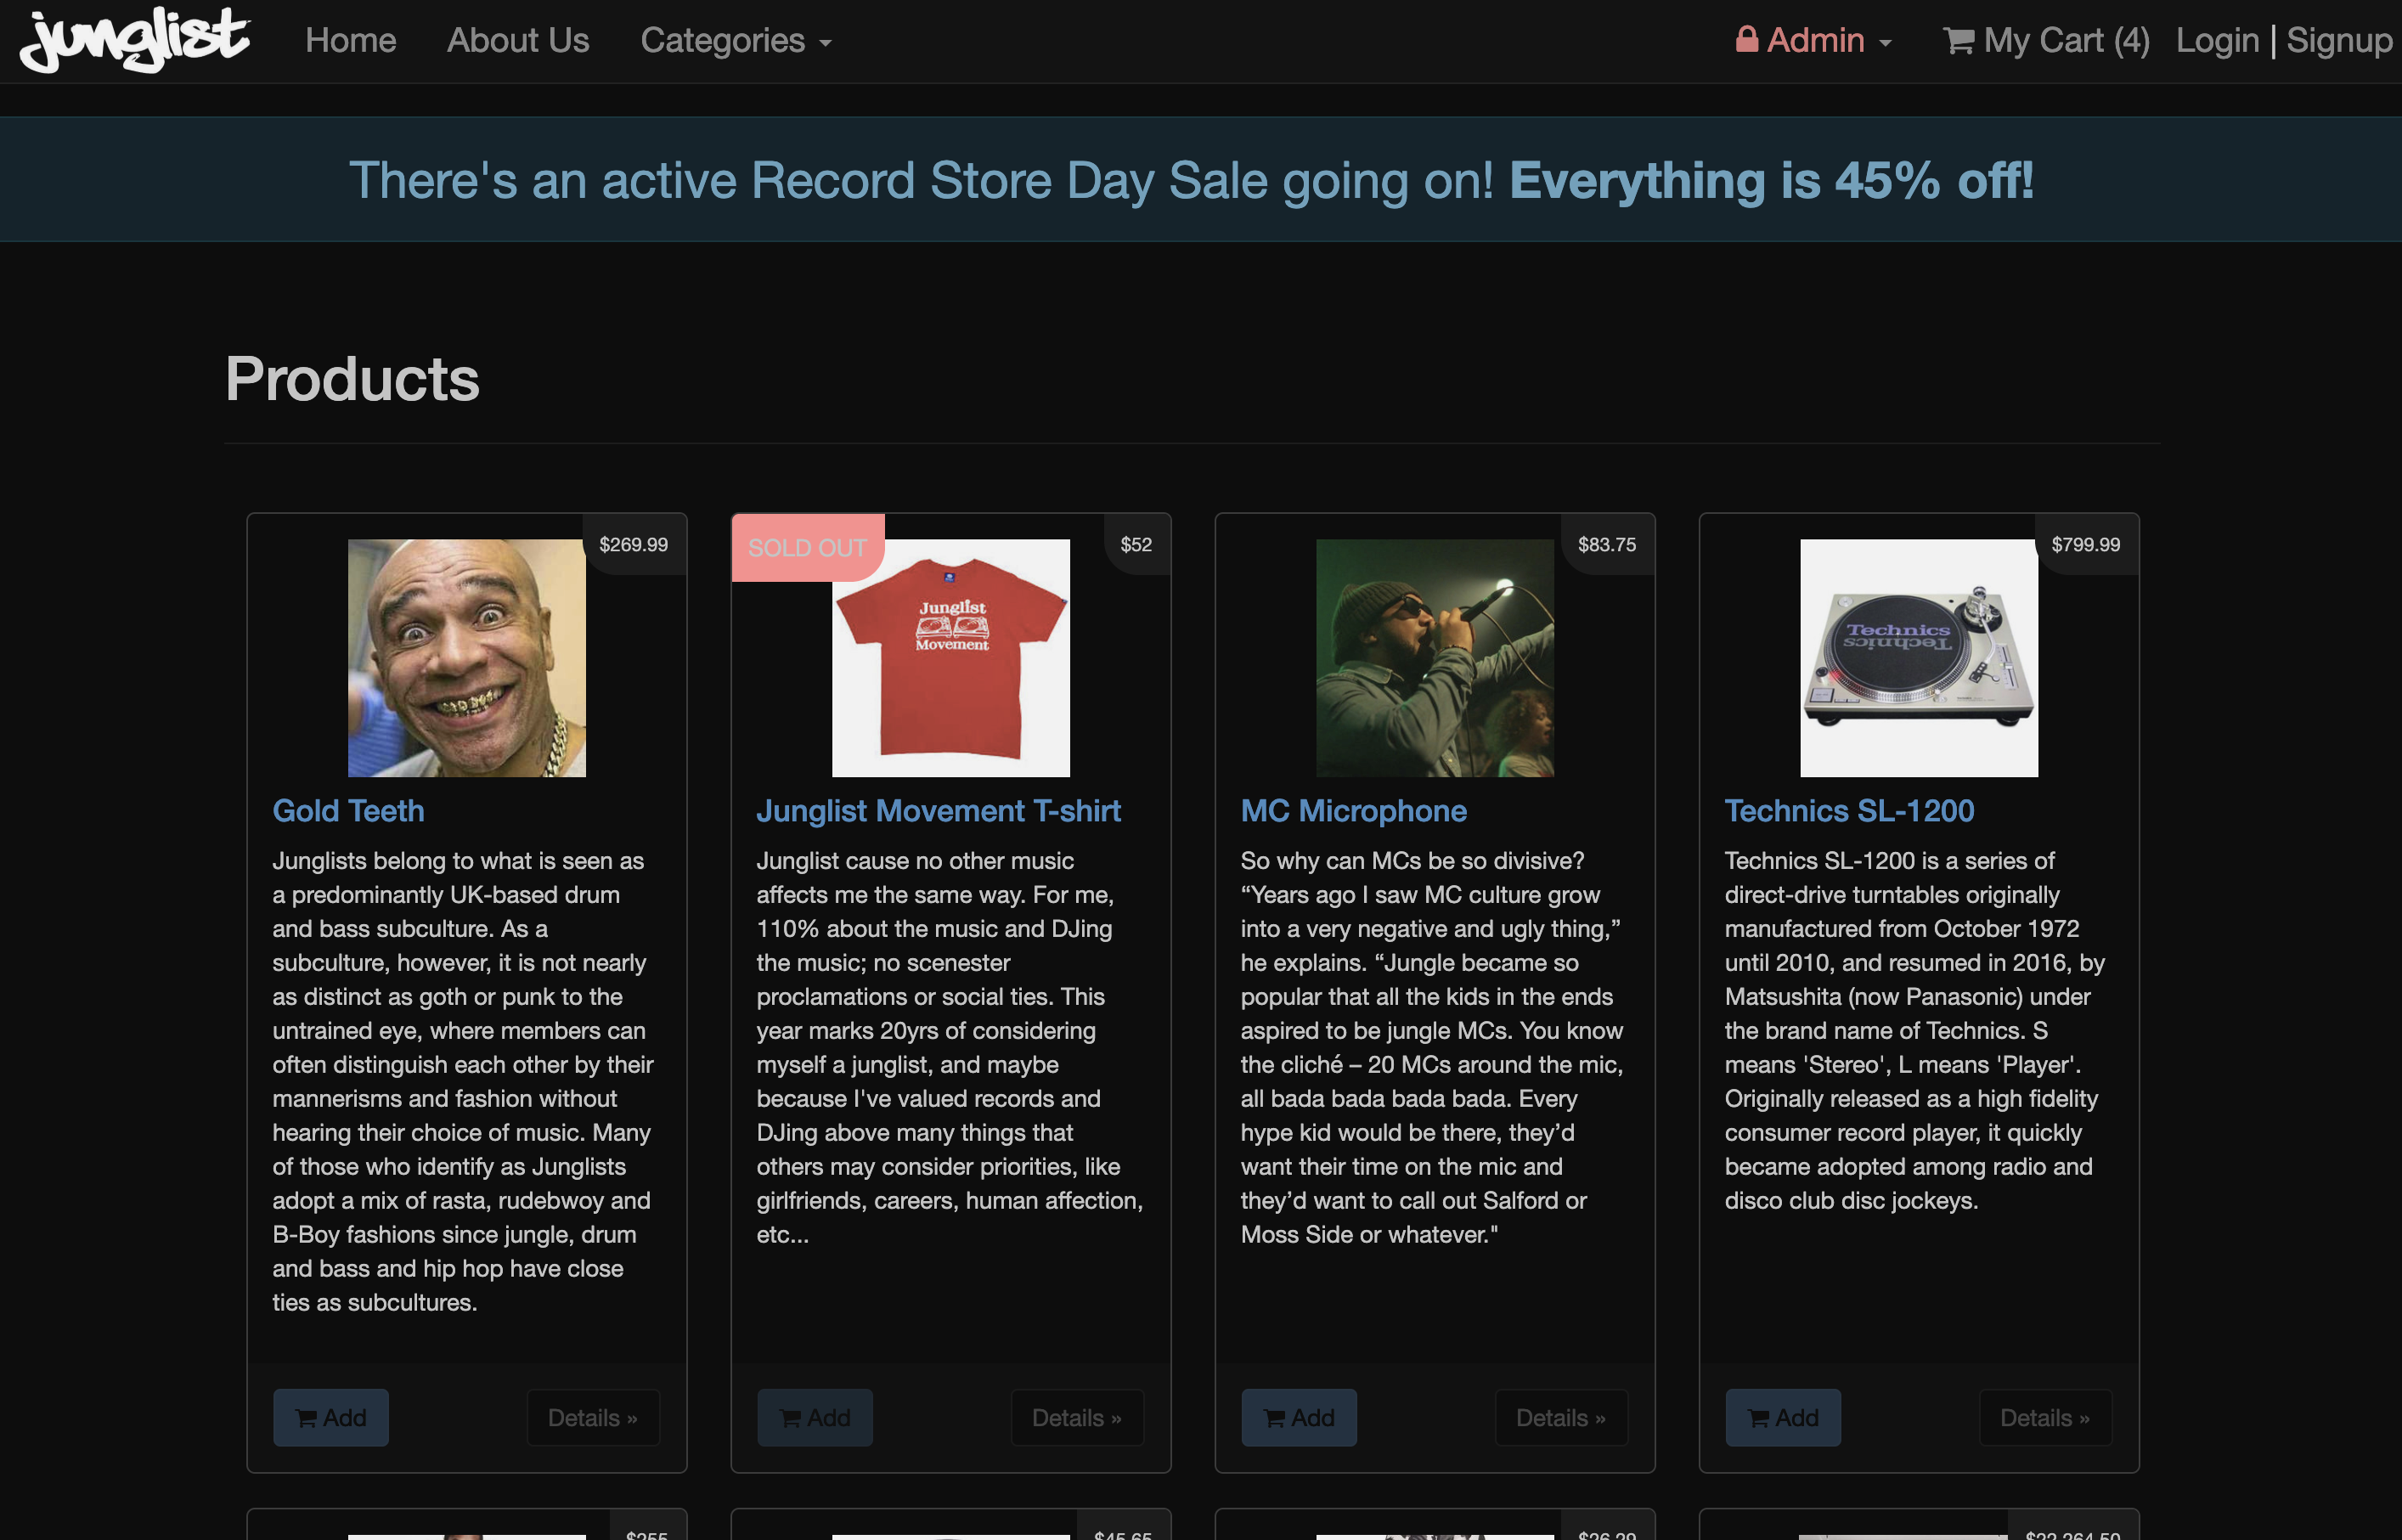 junglist
Home
About Us
Categories
Admin
My Cart (4)
Login | Signup
There's an active Record Store Day Sale going on! Everything is 45% off!
Products
$269.99
Gold Teeth
Junglists belong to what is seen as
a predominantly UK-based drum
and bass subculture. As a
subculture, however, it is not nearly
as distinct as goth or punk to the
untrained eye, where members can
often distinguish each other by their
mannerisms and fashion without
hearing their choice of music. Many
of those who identify as Junglists
adopt a mix of rasta, rudebwoy and
B-Boy fashions since jungle, drum
and bass and hip hop have close
ties as subcultures.
Add
Details »
SOLD OUT
$52
Junglist
Movement
Junglist Movement T-shirt
Junglist cause no other music
affects me the same way. For me,
110% about the music and DJing
the music; no scenester
proclamations or social ties. This
year marks 20yrs of considering
myself a junglist, and maybe
because I've valued records and
DJing above many things that
others may consider priorities, like
girlfriends, careers, human affection,
etc...
Add
Details »
$83.75
MC Microphone
So why can MCs be so divisive?
“Years ago I saw MC culture grow
into a very negative and ugly thing,”
he explains. “Jungle became so
popular that all the kids in the ends
aspired to be jungle MCs. You know
the cliché – 20 MCs around the mic,
all bada bada bada bada. Every
hype kid would be there, they’d
want their time on the mic and
they’d want to call out Salford or
Moss Side or whatever."
Add
Details »
$799.99
Technics
Technics
Technics SL-1200
Technics SL-1200 is a series of
direct-drive turntables originally
manufactured from October 1972
until 2010, and resumed in 2016, by
Matsushita (now Panasonic) under
the brand name of Technics. S
means 'Stereo', L means 'Player'.
Originally released as a high fidelity
consumer record player, it quickly
became adopted among radio and
disco club disc jockeys.
Add
Details »
$255
$45.65
$26.29
$22,264.50